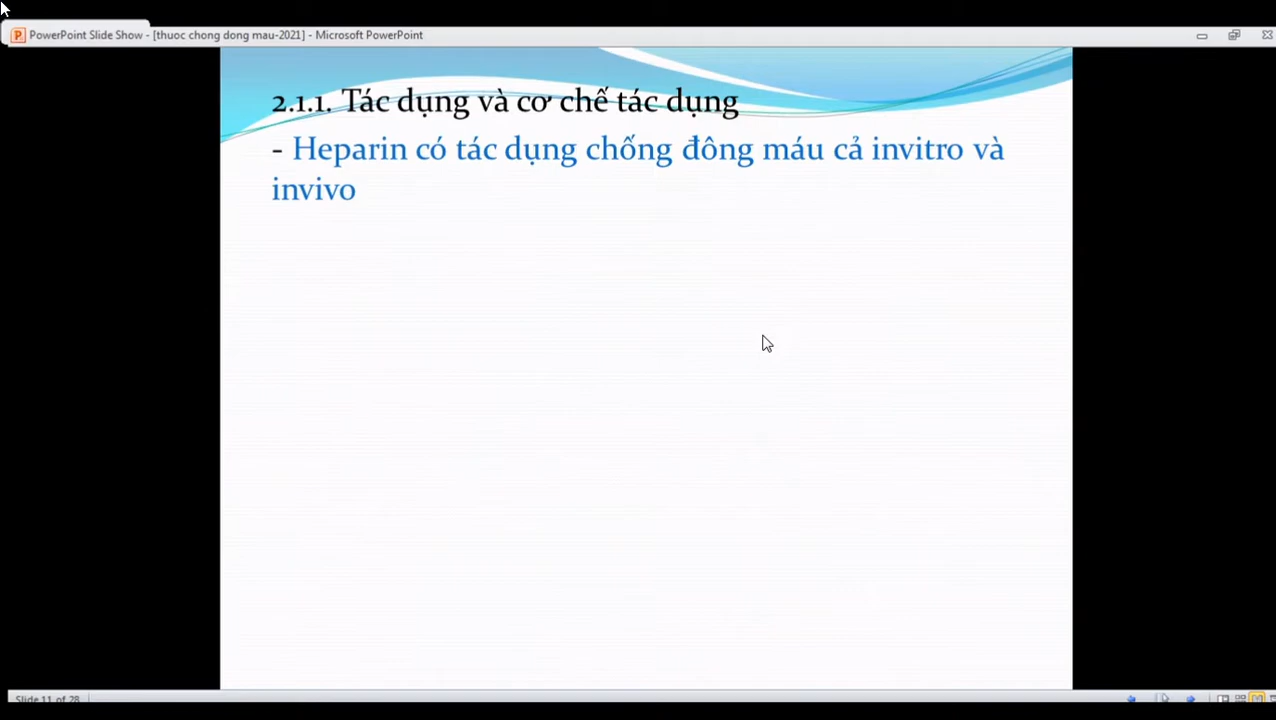 PowerPoint Slide Show - [thuoc chong dong mau-2021] - Microsoft PowerPoint
2.1.1. Tác dụng và cơ chế tác dụng
- Heparin có tác dụng chống đông máu cả invitro và
invivo
Slide 11 of 28